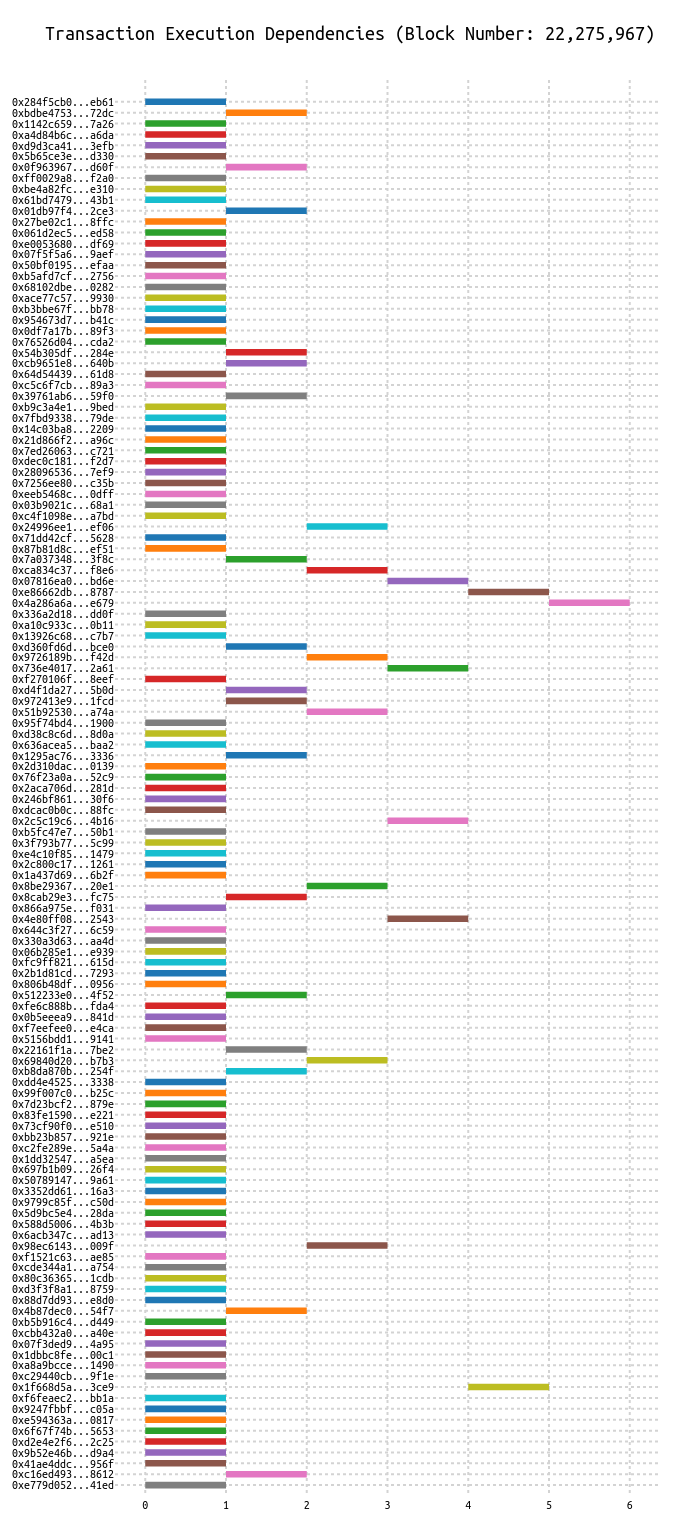 Transaction Execution Dependencies (Block Number: 22,275,967)
0x284f5cb0...eb61
0xbdbe4753...72dc
0x1142c659...7a26
0xa4d84b6c...a6da
0xd9d3ca41...3efb
0x5b65ce3e...d330
0x0f963967...d60f
0xff0029a8...f2a0
0xbe4a82fc...e310
0x61bd7479...43b1
0x01db97f4...2ce3
0x27be02c1...8ffc
0x061d2ec5...ed58
0xe0053680...df69
0x07f5f5a6...9aef
0x50bf0195...efaa
0xb5afd7cf...2756
0x68102dbe...0282
0xace77c57...9930
0xb3bbe67f...bb78
0x954673d7...b41c
0x0df7a17b...89f3
0x76526d04...cda2
0x54b305df...284e
0xcb9651e8...640b
0x64d54439...61d8
0xc5c6f7cb...89a3
0x39761ab6...59f0
0xb9c3a4e1...9bed
0x7fbd9338...79de
0x14c03ba8...2209
0x21d866f2...a96c
0x7ed26063...c721
0xdec0c181...f2d7
0x28096536...7ef9
0x7256ee80...c35b
0xeeb5468c...0dff
0x03b9021c...68a1
0xc4f1098e...a7bd
0x24996ee1...ef06
0x71dd42cf...5628
0x87b81d8c...ef51
0x7a037348...3f8c
0xca834c37...f8e6
0x07816ea0...bd6e
0xe86662db...8787
0x4a286a6a...e679
0x336a2d18...dd0f
0xa10c933c...0b11
0x13926c68...c7b7
0xd360fd6d...bce0
0x9726189b...f42d
0x736e4017...2a61
0xf270106f...8eef
0xd4f1da27...5b0d
0x972413e9...1fcd
0x51b92530...a74a
0x95f74bd4...1900
0xd38c8c6d...8d0a
0x636acea5...baa2
0x1295ac76...3336
0x2d310dac...0139
0x76f23a0a...52c9
0x2aca706d...281d
0x246bf861...30f6
0xdcac0b0c...88fc
0x2c5c19c6...4b16
0xb5fc47e7...50b1
0x3f793b77...5c99
0xe4c10f85...1479
0x2c800c17...1261
0x1a437d69...6b2f
0x8be29367...20e1
0x8cab29e3...fc75
0x866a975e...f031
0x4e80ff08...2543
0x644c3f27...6c59
0x330a3d63...aa4d
0x06b285e1...e939
0xfc9ff821...615d
0x2b1d81cd...7293
0x806b48df...0956
0x512233e0...4f52
0xfe6c888b...fda4
0x0b5eeea9...841d
0xf7eefee0...e4ca
0x5156bdd1...9141
0x22161f1a...7be2
0x69840d20...b7b3
0xb8da870b...254f
0xdd4e4525...3338
0x99f007c0...b25c
0x7d23bcf2...879e
0x83fe1590...e221
0x73cf90f0...e510
0xbb23b857...921e
0xc2fe289e...5a4a
0x1dd32547...a5ea
0x697b1b09...26f4
0x50789147...9a61
0x3352dd61...16a3
0x9799c85f...c50d
0x5d9bc5e4...28da
0x588d5006...4b3b
0x6acb347c...ad13
0x98ec6143...009f
0xf1521c63...ae85
0xcde344a1...a754
0x80c36365...1cdb
0xd3f3f8a1...8759
0x88d7dd93...e8d0
0x4b87dec0...54f7
0xb5b916c4...d449
0xcbb432a0...a40e
0x07f3ded9...4a95
0x1dbbc8fe...00c1
0xa8a9bcce...1490
0xc29440cb...9f1e
0x1f668d5a...3ce9
0xf6feaec2...bb1a
0x9247fbbf...c05a
0xe594363a...0817
0x6f67f74b...5653
0xd2e4e2f6...2c25
0x9b52e46b...d9a4
0x41ae4ddc...956f
0xc16ed493...8612
0xe779d052...41ed
0 1 2 3 4 5 6